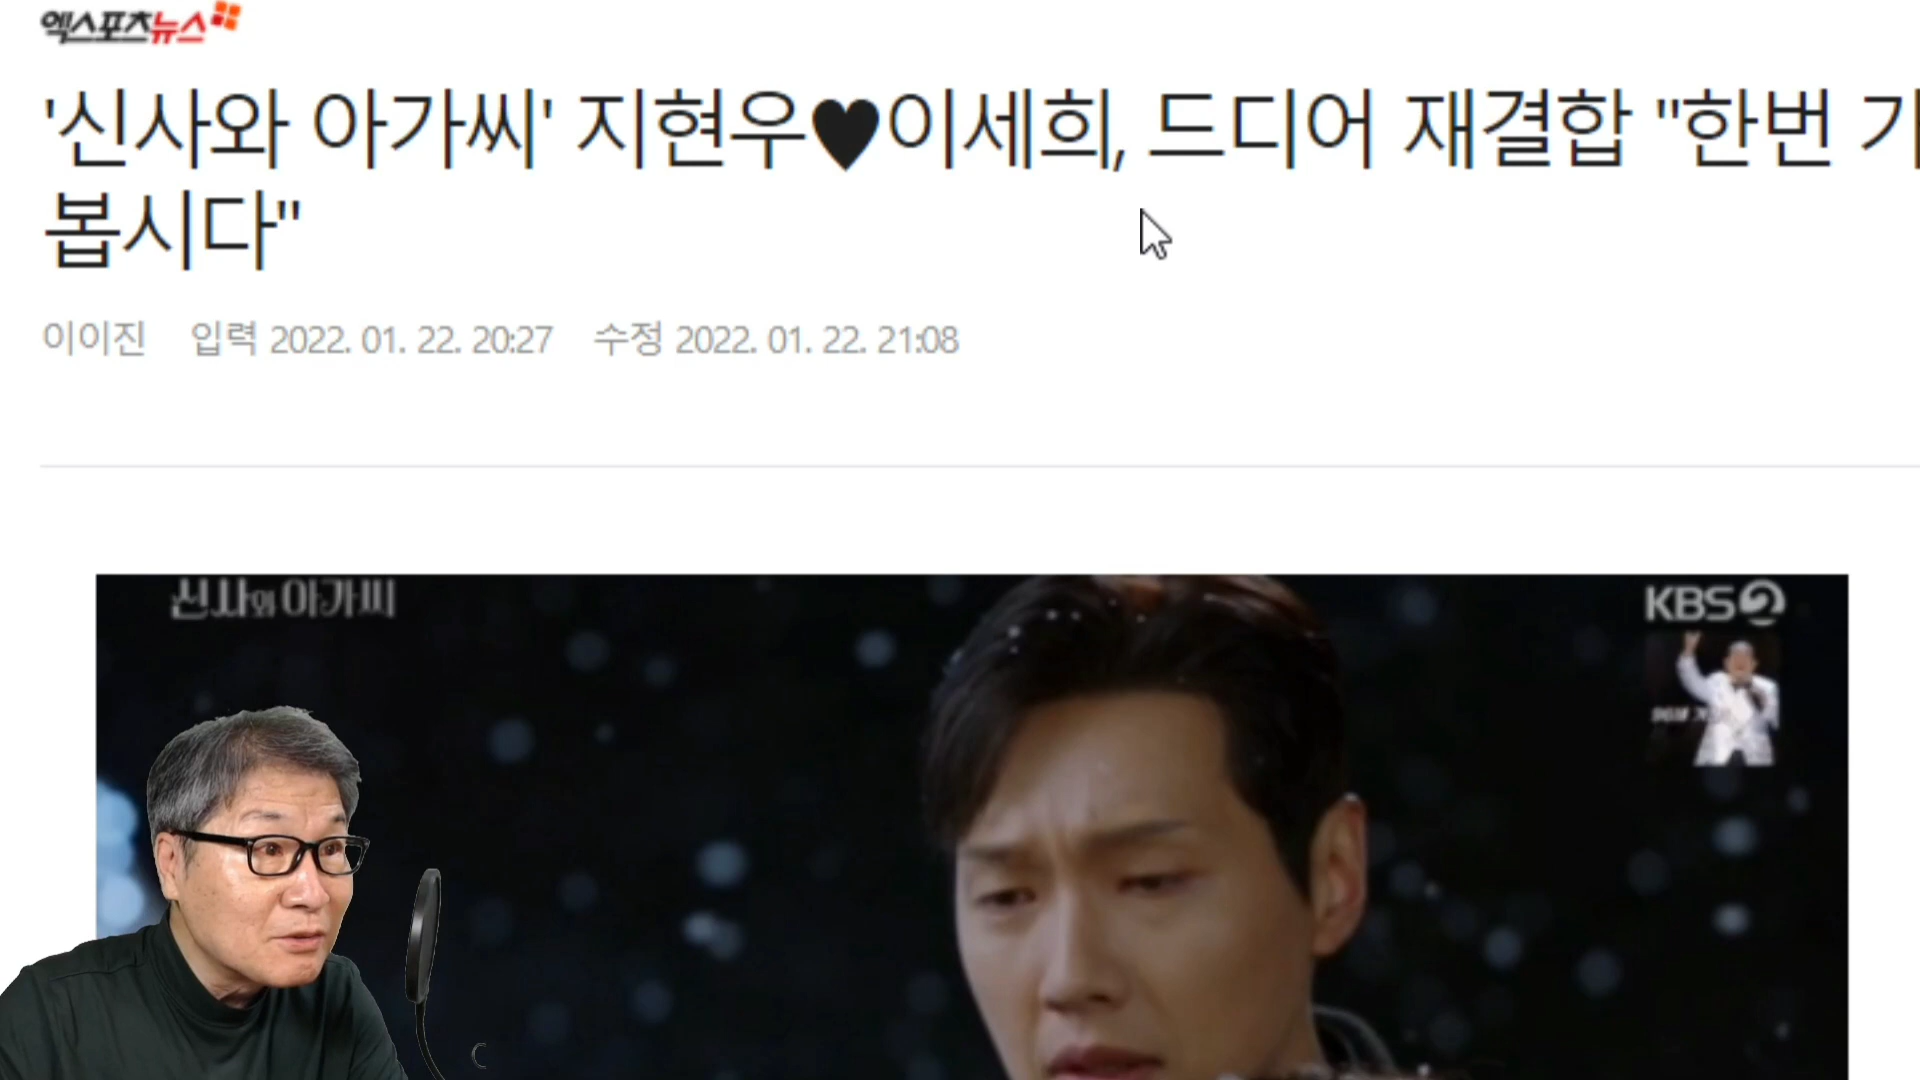 엑스포츠뉴스
'신사와 아가씨' 지현우♥이세희, 드디어 재결합 "한번 가
봅시다"
이이진 입력 2022. 01. 22. 20:27 수정 2022. 01. 22. 21:08
신사와 아가씨
KBS 2